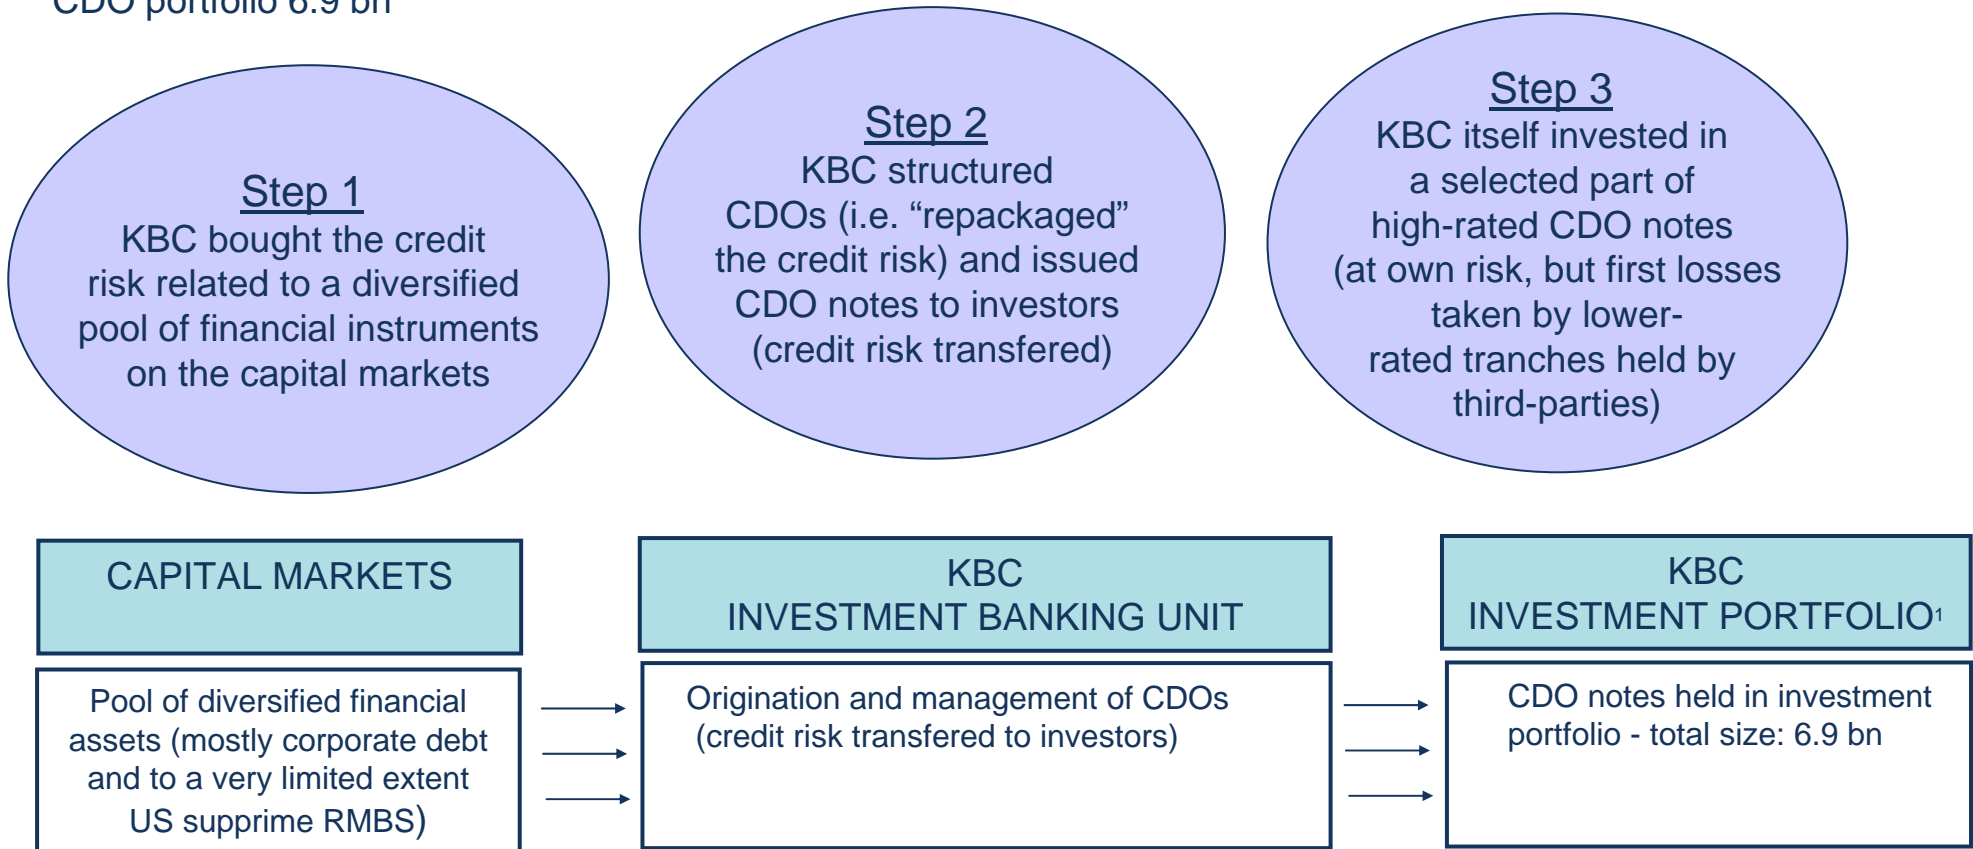 CDO portfolio 6.9 bn
Step 1
KBC bought the credit
risk related to a diversified
pool of financial instruments
on the capital markets
Step 2
KBC structured
CDOs (i.e. “repackaged”
the credit risk) and issued
CDO notes to investors
(credit risk transfered)
Step 3
KBC itself invested in
a selected part of
high-rated CDO notes
(at own risk, but first losses
taken by lower-
rated tranches held by
third-parties)
CAPITAL MARKETS
KBC
INVESTMENT BANKING UNIT
KBC
INVESTMENT PORTFOLIO¹
Pool of diversified financial
assets (mostly corporate debt
and to a very limited extent
US supprime RMBS)
Origination and management of CDOs
(credit risk transfered to investors)
CDO notes held in investment
portfolio - total size: 6.9 bn